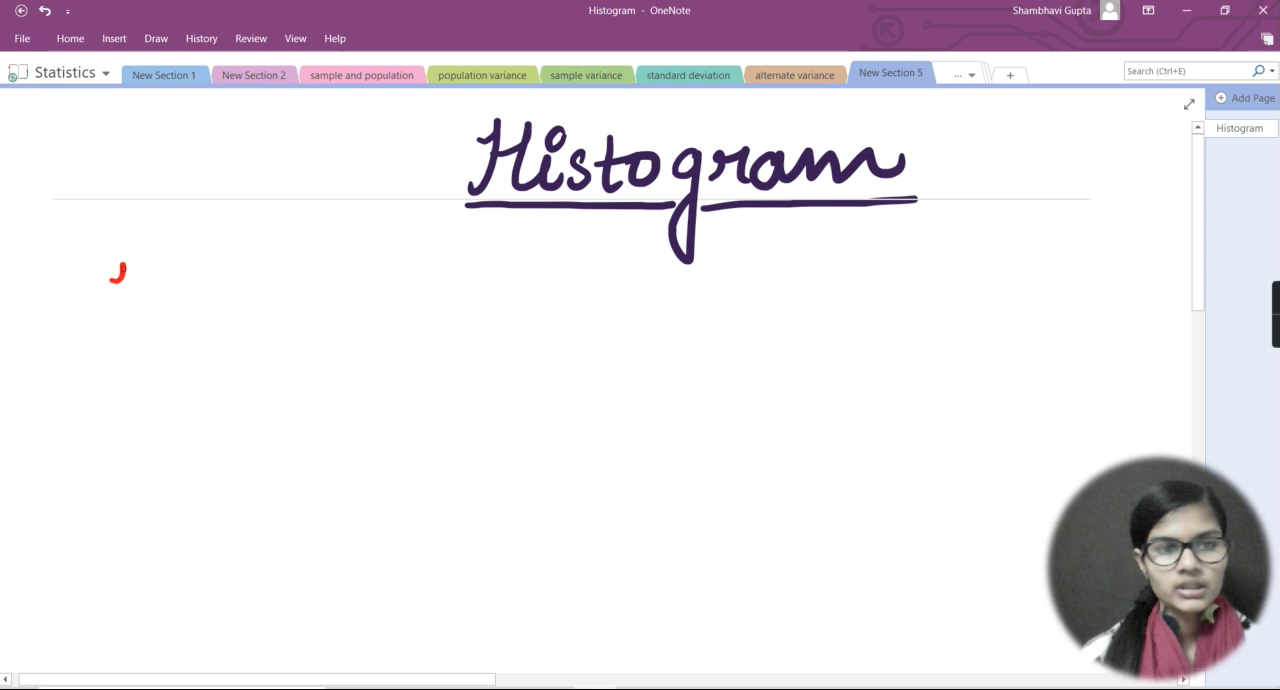 Histogram - OneNote
Shambhavi Gupta
File Home Insert Draw History Review View Help
Statistics New Section 1 New Section 2 sample and population population variance sample variance standard deviation alternate variance New Section 5 ... + Search (Ctrl+E)
Add Page
Histogram
Histogram